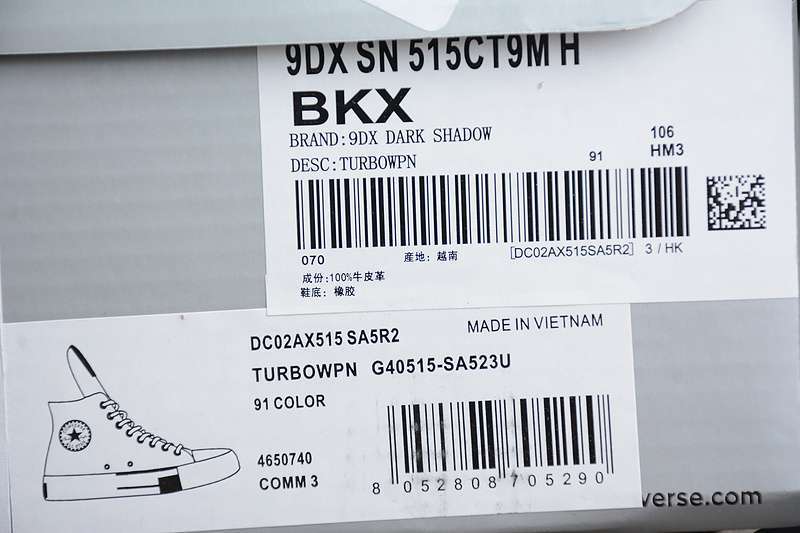 9DX SN 515CT9M H
BKX
BRAND:9DX DARK SHADOW
106
DESC:TURBOWPN
91
HM3
070
産地: 越南
[DC02AX515SA5R2] 3 / HK
成份:100%牛皮革
鞋底: 橡胶
DC02AX515 SA5R2
MADE IN VIETNAM
TURBOWPN G40515-SA523U
91 COLOR
4650740
COMM 3
8 052808 705290
verse.com